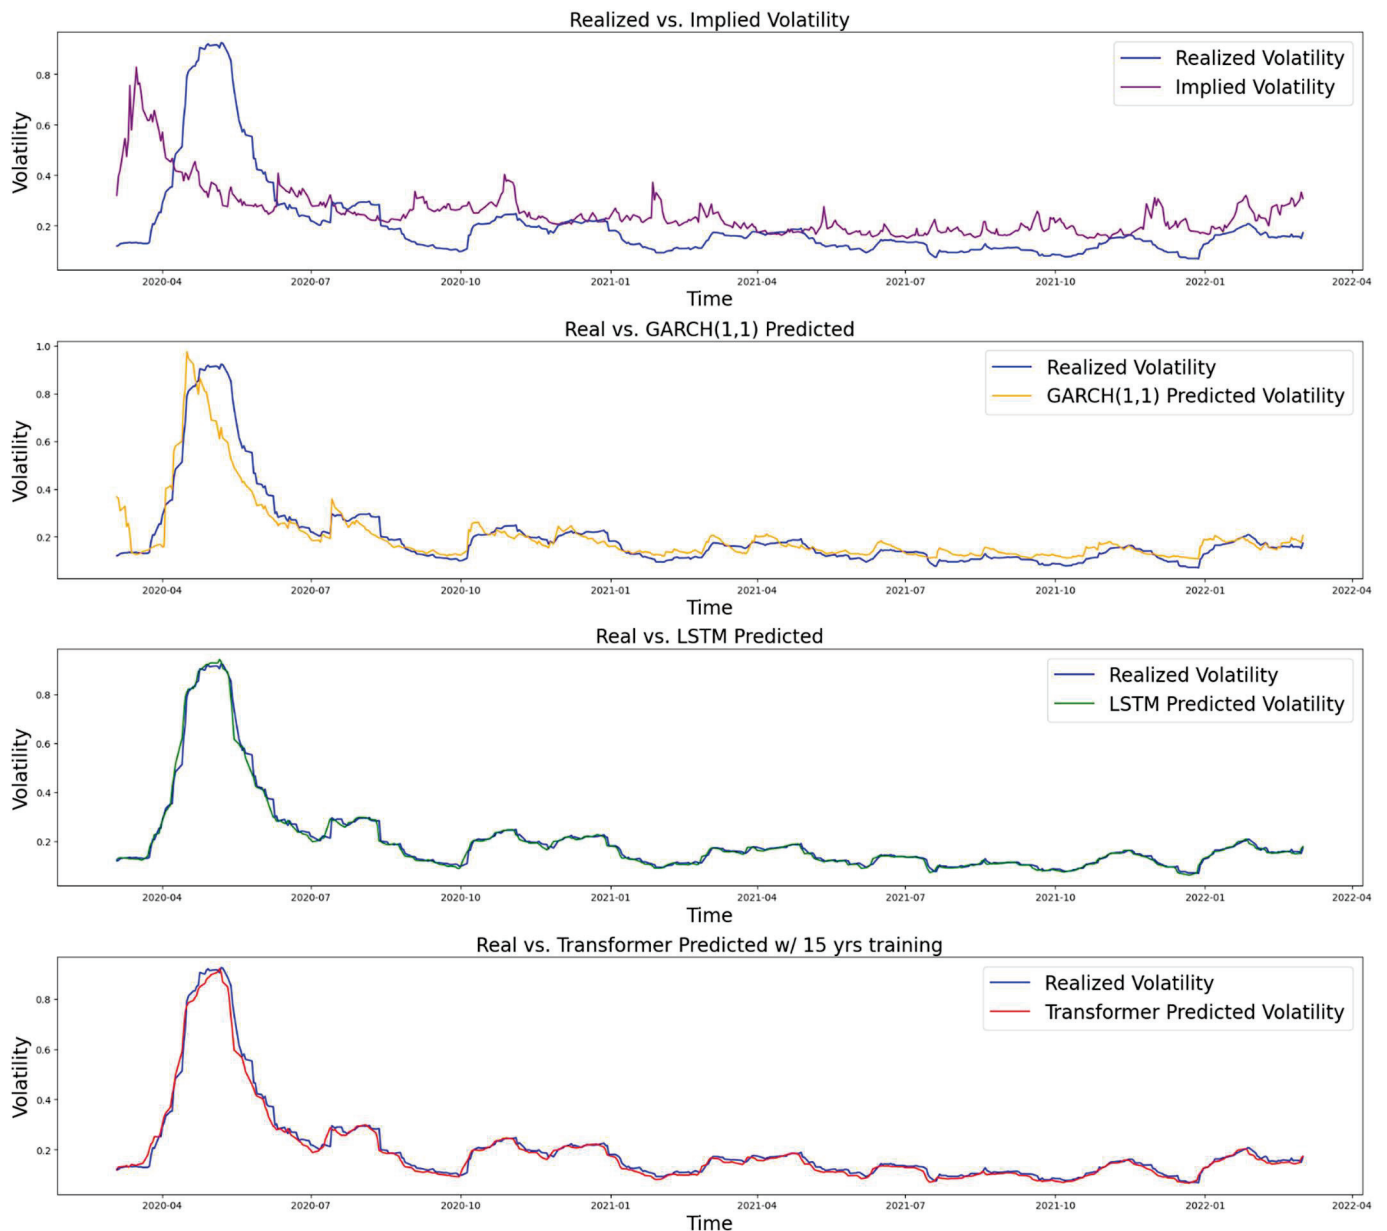 Realized vs. Implied Volatility
Realized Volatility
Implied Volatility
Volatility
0.8
0.6
0.4
0.2
2020-04 2020-07 2020-10 2021-01 2021-04 2021-07 2021-10 2022-01 2022-04
Time
Real vs. GARCH(1,1) Predicted
Realized Volatility
GARCH(1,1) Predicted Volatility
Volatility
1.0
0.8
0.6
0.4
0.2
2020-04 2020-07 2020-10 2021-01 2021-04 2021-07 2021-10 2022-01 2022-04
Time
Real vs. LSTM Predicted
Realized Volatility
LSTM Predicted Volatility
Volatility
0.8
0.6
0.4
0.2
2020-04 2020-07 2020-10 2021-01 2021-04 2021-07 2021-10 2022-01 2022-04
Time
Real vs. Transformer Predicted w/ 15 yrs training
Realized Volatility
Transformer Predicted Volatility
Volatility
0.8
0.6
0.4
0.2
2020-04 2020-07 2020-10 2021-01 2021-04 2021-07 2021-10 2022-01 2022-04
Time